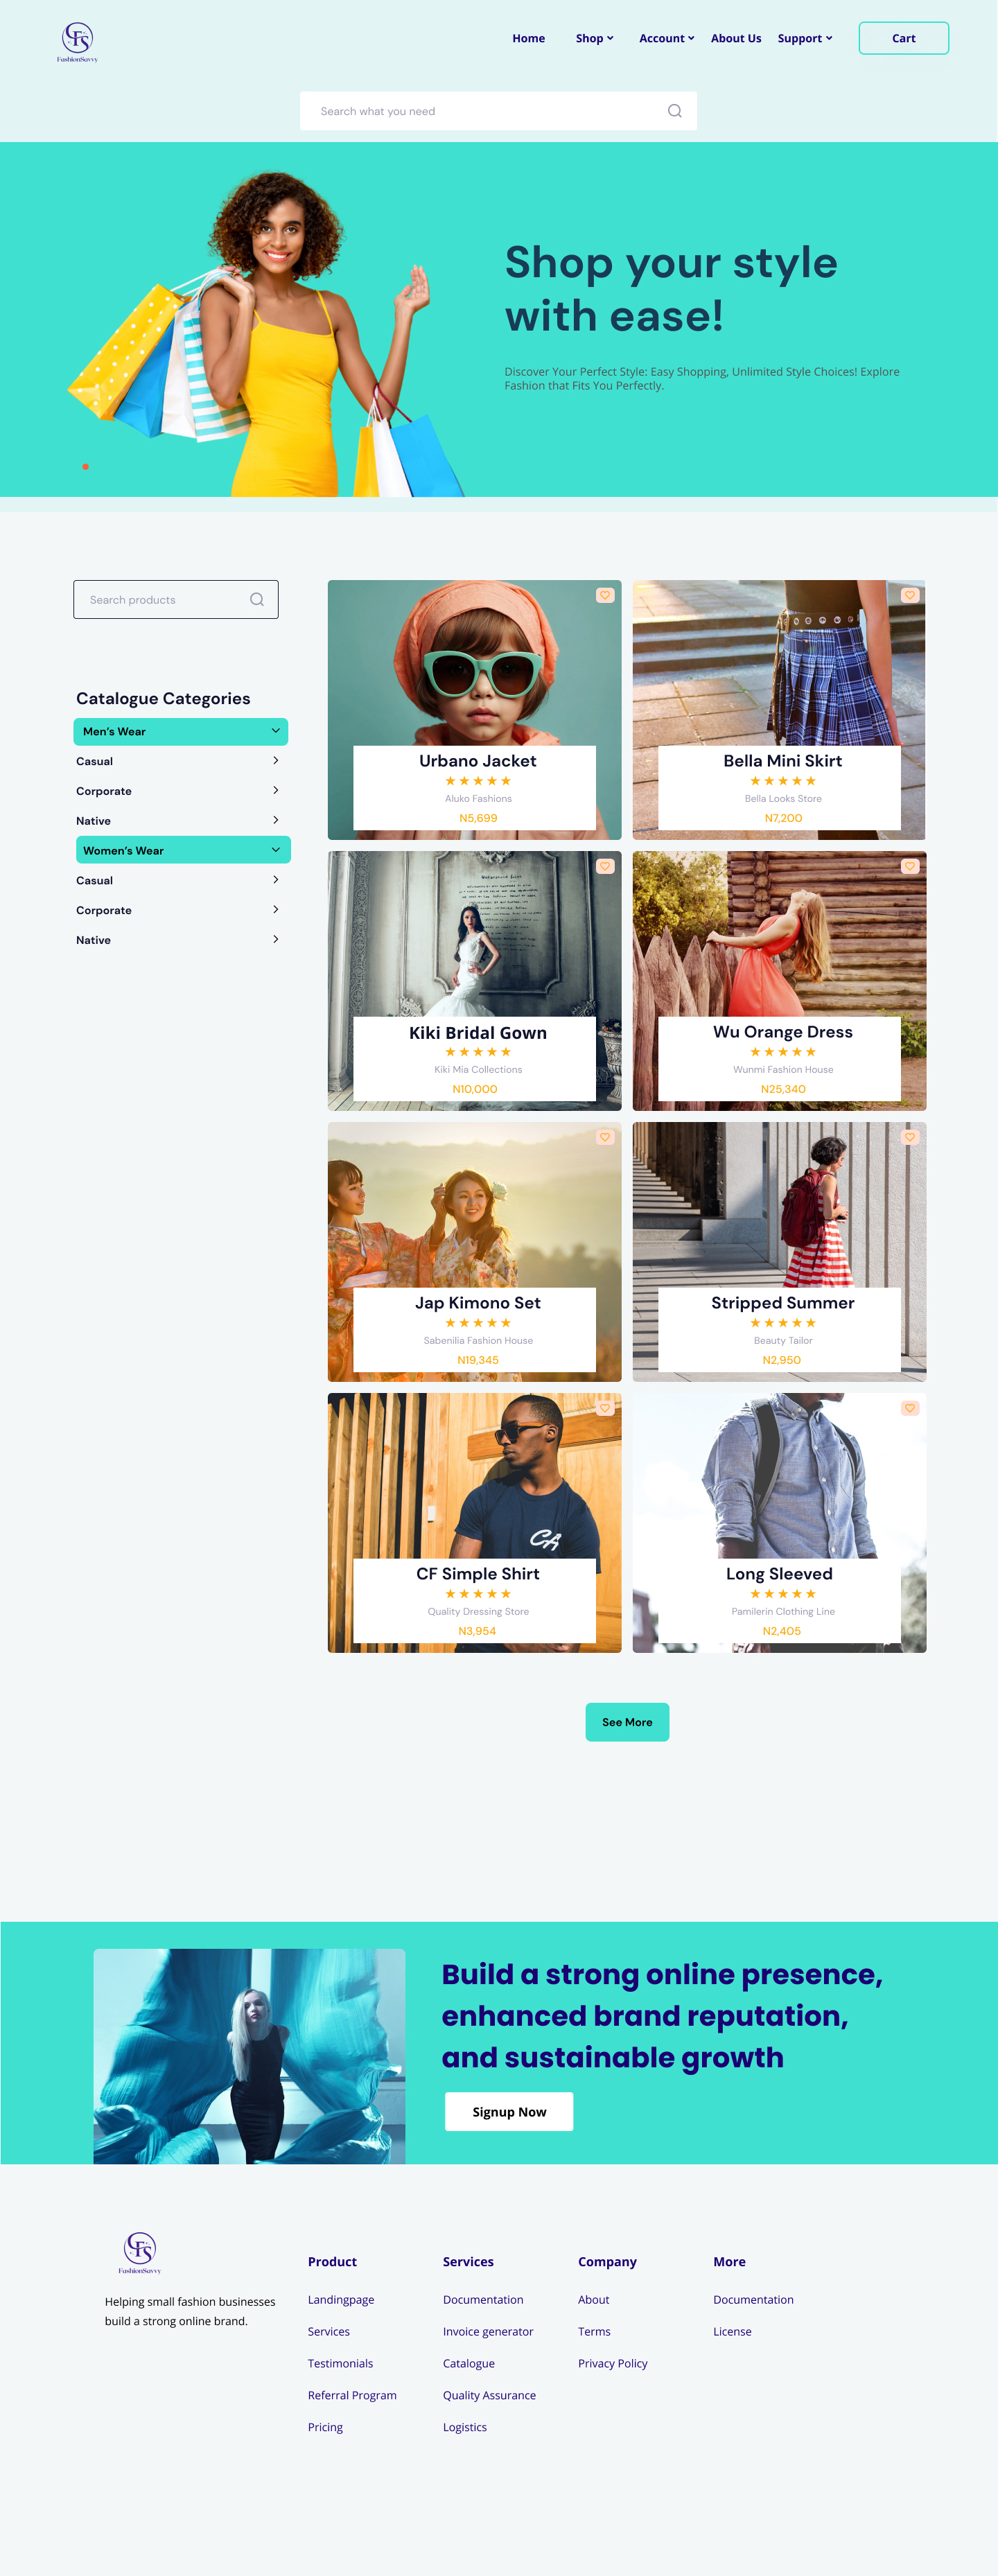 FashionSavvy
Home Shop Account About Us Support Cart
Search what you need
Shop your style
with ease!
Discover Your Perfect Style: Easy Shopping, Unlimited Style Choices! Explore
Fashion that Fits You Perfectly.
Search products
Catalogue Categories
Men’s Wear
Casual
Corporate
Native
Women’s Wear
Casual
Corporate
Native
Urbano Jacket
Aluko Fashions
N5,699
Bella Mini Skirt
Bella Looks Store
N7,200
Kiki Bridal Gown
Kiki Mia Collections
N10,000
Wu Orange Dress
Wunmi Fashion House
N25,340
Jap Kimono Set
Sabenilia Fashion House
N19,345
Stripped Summer
Beauty Tailor
N2,950
CA
CF Simple Shirt
Quality Dressing Store
N3,954
Long Sleeved
Pamilerin Clothing Line
N2,405
See More
Build a strong online presence,
enhanced brand reputation,
and sustainable growth
Signup Now
FashionSavvy
Helping small fashion businesses
build a strong online brand.
Product
Landingpage
Services
Testimonials
Referral Program
Pricing
Services
Documentation
Invoice generator
Catalogue
Quality Assurance
Logistics
Company
About
Terms
Privacy Policy
More
Documentation
License